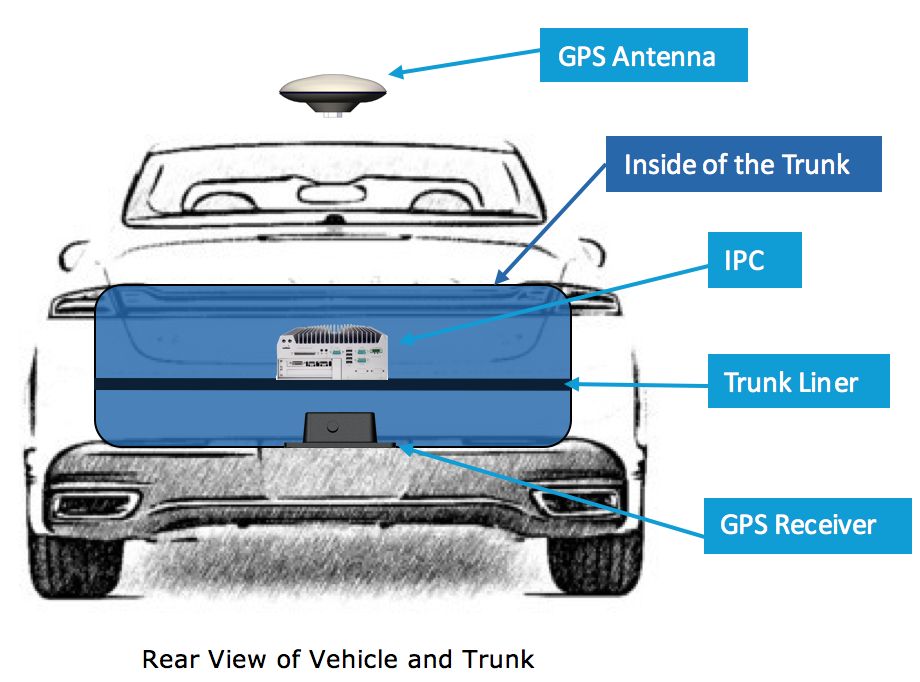 GPS Antenna
Inside of the Trunk
IPC
Trunk Liner
GPS Receiver
Rear View of Vehicle and Trunk